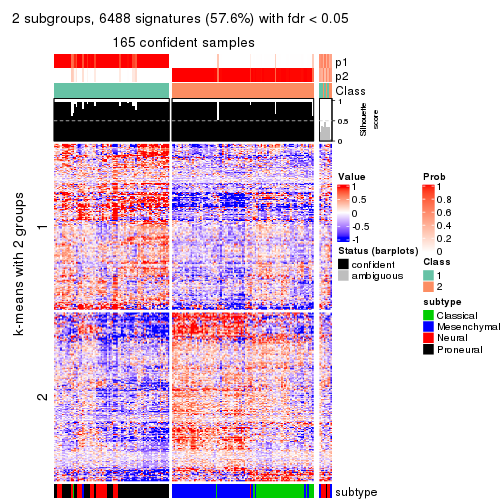 2 subgroups, 6488 signatures (57.6%) with fdr < 0.05
165 confident samples
p1
p2
Class
1
0.5
0
Silhouette
score
k-means with 2 groups
1
2
subtype
Value
1
0.5
0
-0.5
-1
Status (barplots)
confident
ambiguous
Prob
1
0.8
0.6
0.4
0.2
0
Class
1
2
subtype
Classical
Mesenchymal
Neural
Proneural